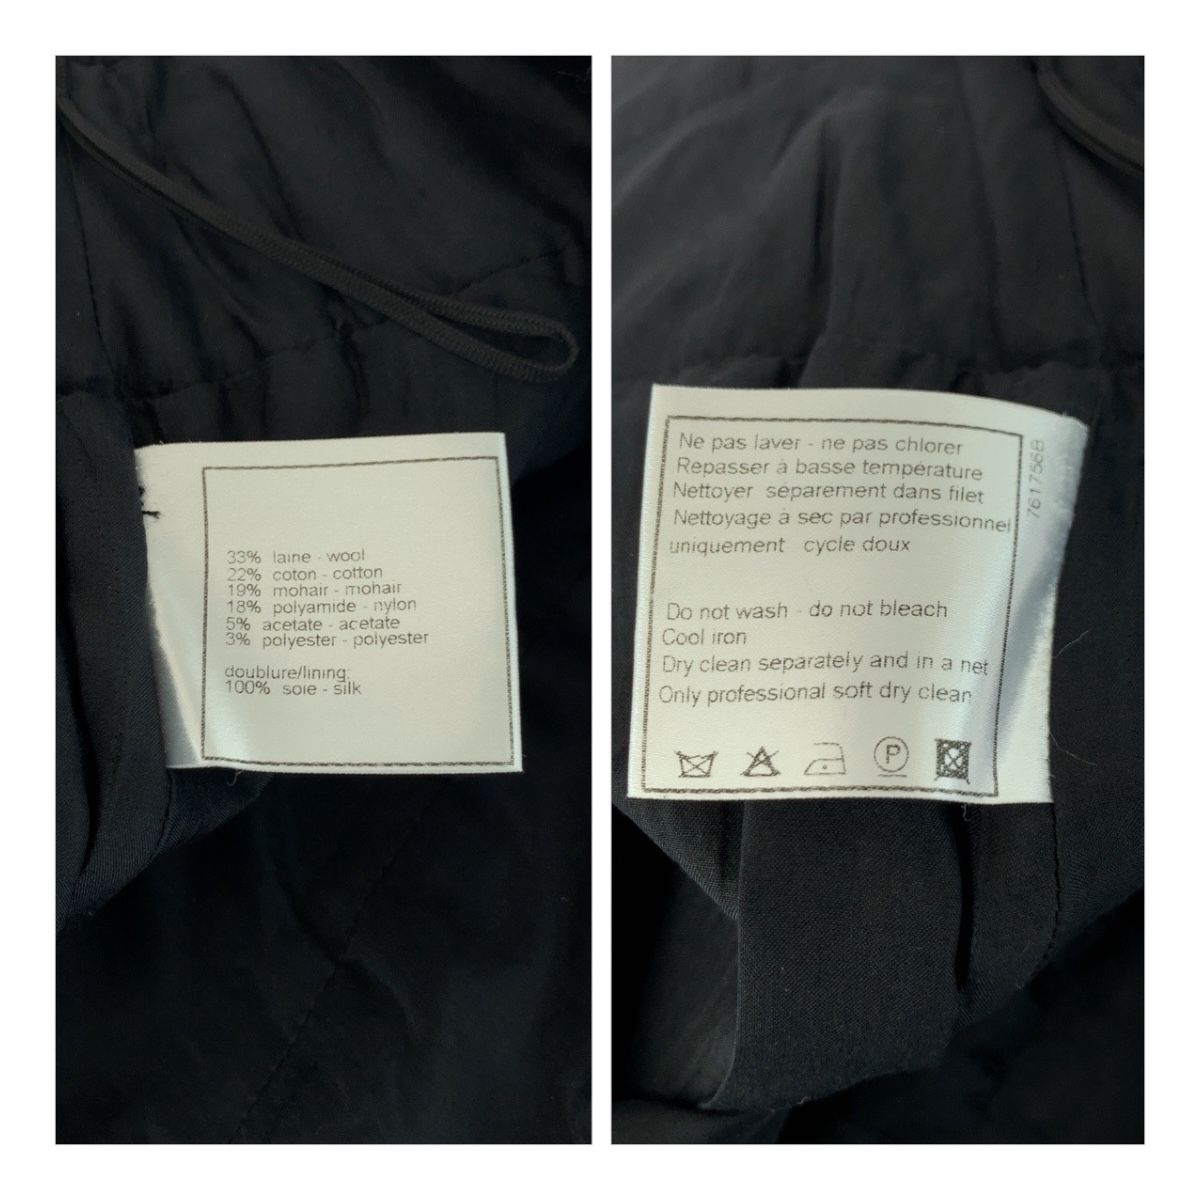 33% laine - wool
22% coton - cotton
19% mohair - mohair
18% polyamide - nylon
5% acetate - acetate
3% polyester - polyester
doublure/lining:
100% soie - silk
Ne pas laver - ne pas chlorer
Repasser à basse température
Nettoyer séparement dans filet
Nettoyage à sec par professionnel
uniquement cycle doux
Do not wash - do not bleach
Cool iron
Dry clean separately and in a net
Only professional soft dry clean
P
761756B